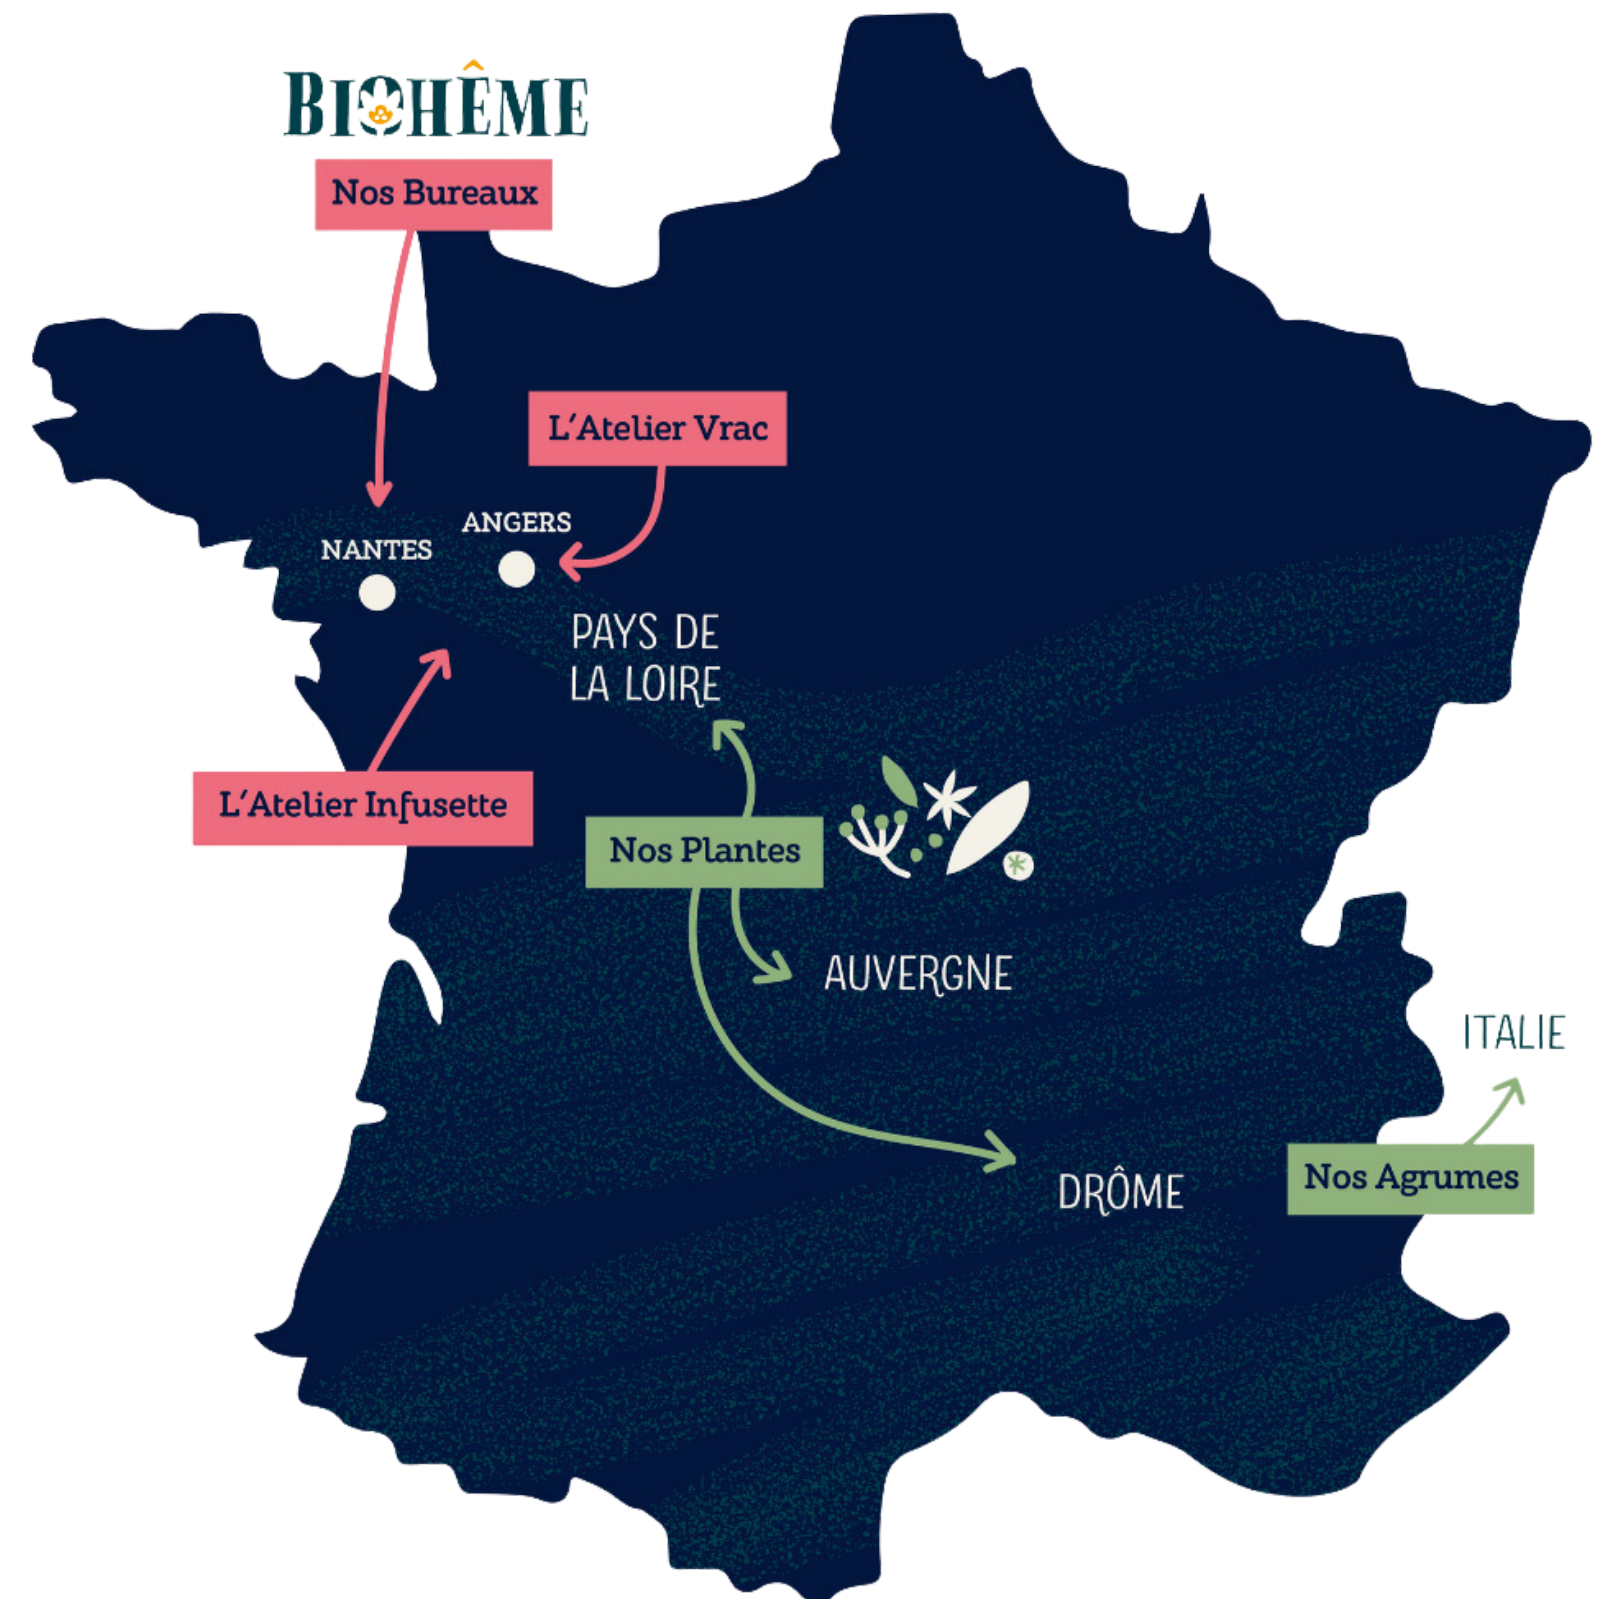 BIOHÊME
Nos Bureaux
L'Atelier Vrac
ANGERS
NANTES
PAYS DE
LA LOIRE
L'Atelier Infusette
Nos Plantes
AUVERGNE
ITALIE
Nos Agrumes
DRÔME